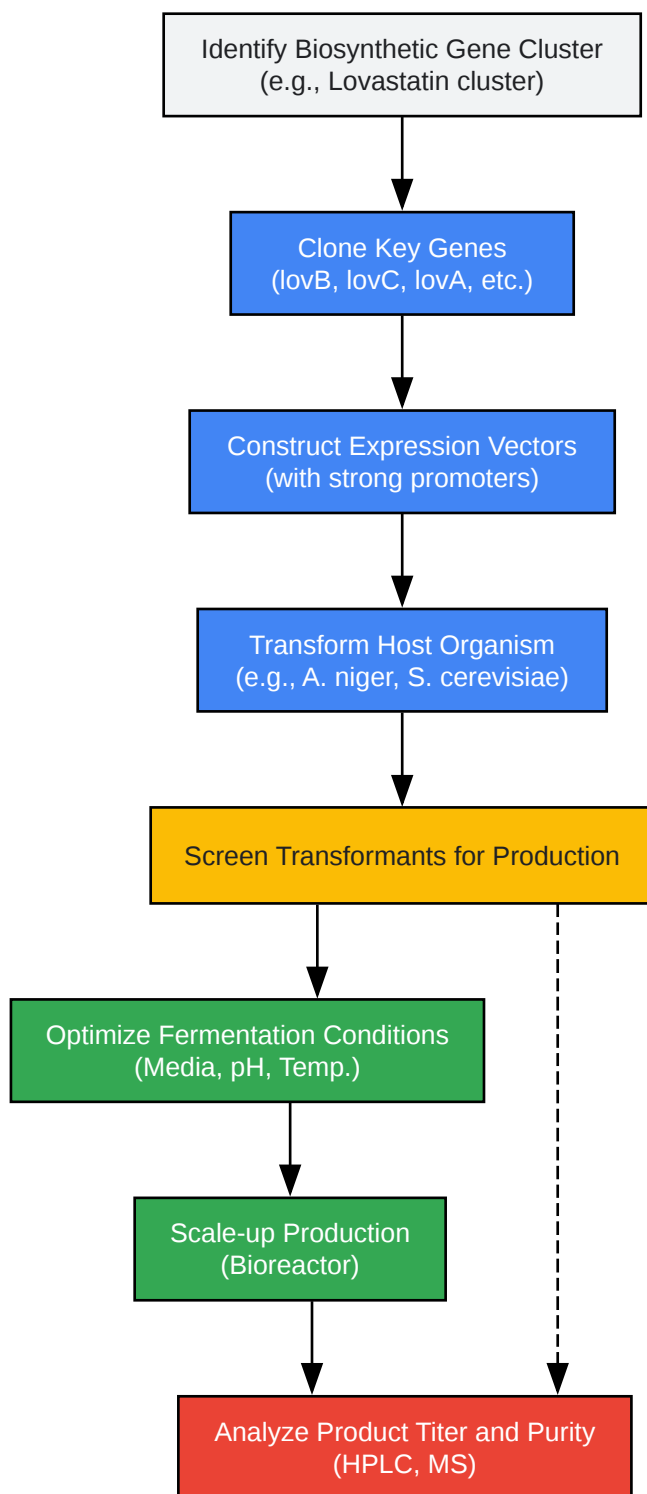 Identify Biosynthetic Gene Cluster
(e.g., Lovastatin cluster)
Clone Key Genes
(lovB, lovC, lovA, etc.)
Construct Expression Vectors
(with strong promoters)
Transform Host Organism
(e.g., A. niger, S. cerevisiae)
Screen Transformants for Production
Optimize Fermentation Conditions
(Media, pH, Temp.)
Scale-up Production
(Bioreactor)
Analyze Product Titer and Purity
(HPLC, MS)